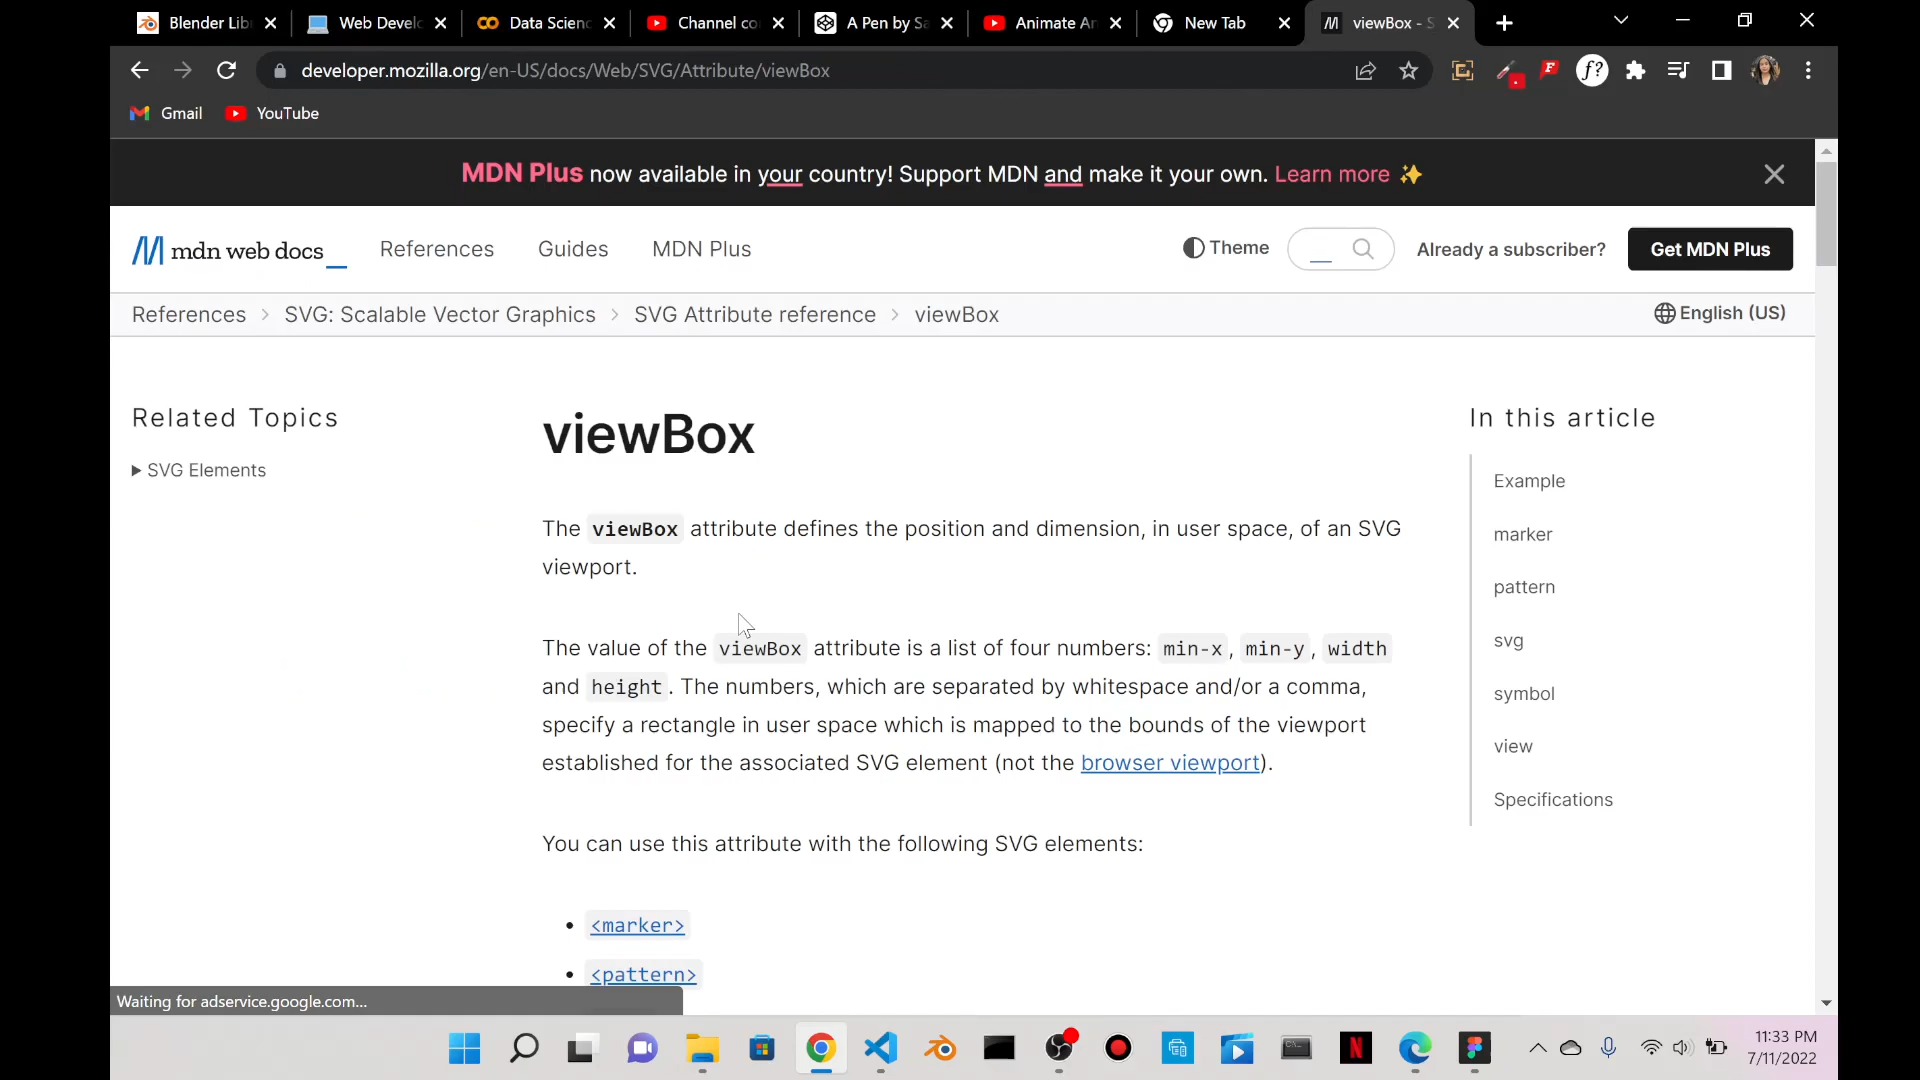 Blender Lib
Web Develo
Data Scienc
Channel co
A Pen by Sa
Animate An
New Tab
viewBox - S
developer.mozilla.org/en-US/docs/Web/SVG/Attribute/viewBox
Gmail
YouTube
MDN Plus now available in your country! Support MDN and make it your own. Learn more ✨
mdn web docs_
References
Guides
MDN Plus
Theme
Already a subscriber?
Get MDN Plus
References > SVG: Scalable Vector Graphics > SVG Attribute reference > viewBox
English (US)
Related Topics
SVG Elements
viewBox
The viewBox attribute defines the position and dimension, in user space, of an SVG
viewport.
The value of the viewBox attribute is a list of four numbers: min-x, min-y, width
and height. The numbers, which are separated by whitespace and/or a comma,
specify a rectangle in user space which is mapped to the bounds of the viewport
established for the associated SVG element (not the browser viewport).
You can use this attribute with the following SVG elements:
• <marker>
• <pattern>
In this article
Example
marker
pattern
svg
symbol
view
Specifications
Waiting for adservice.google.com...
11:33 PM
7/11/2022